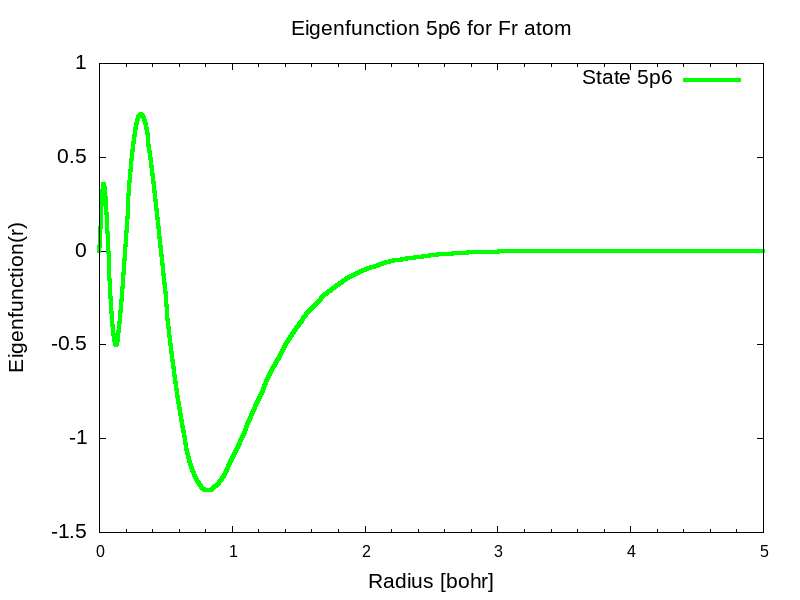 Eigenfunction 5p6 for Fr atom
State 5p6
1
0.5
0
-0.5
-1
-1.5
Eigenfunction(r)
0 1 2 3 4 5
Radius [bohr]